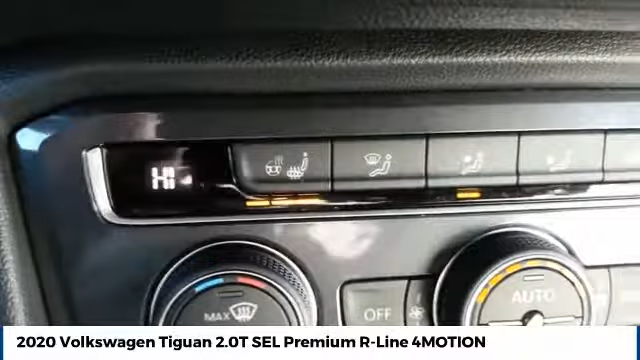 HI
MAX
OFF
AUTO
2020 Volkswagen Tiguan 2.0T SEL Premium R-Line 4MOTION